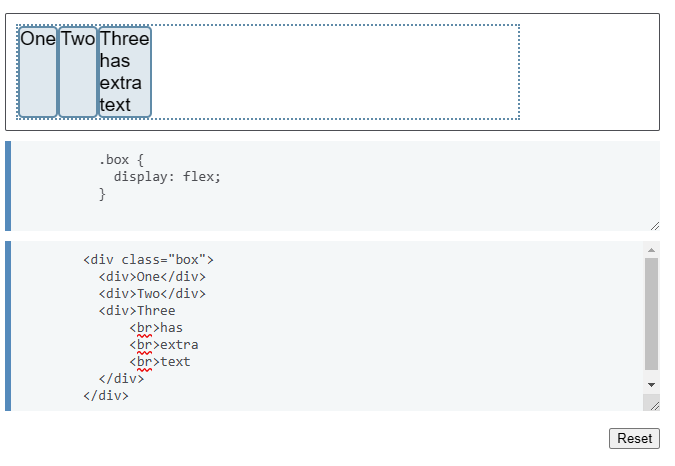 One Two Three
has
extra
text
.box {
display: flex;
}
<div class="box">
<div>One</div>
<div>Two</div>
<div>Three
<br>has
<br>extra
<br>text
</div>
</div>
Reset